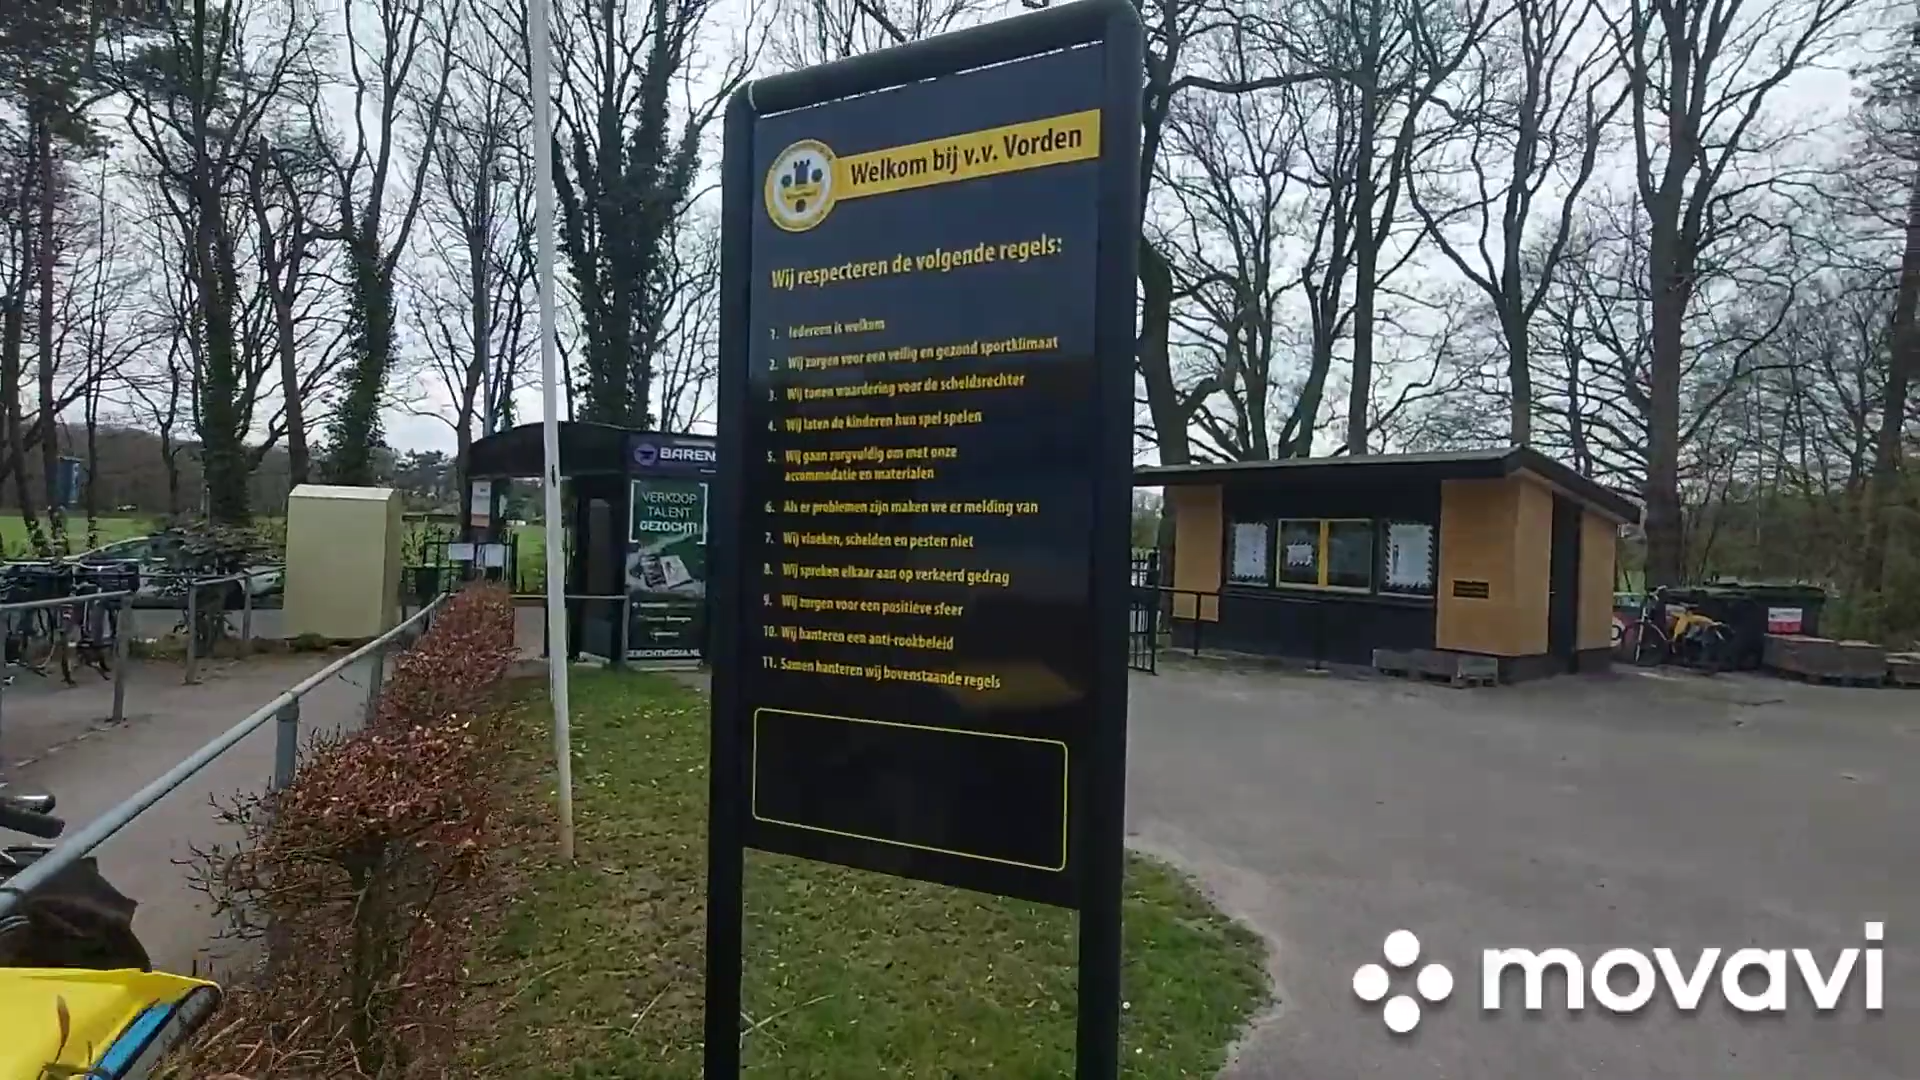 Welkom bij v.v. Vorden
Wij respecteren de volgende regels:
1. Iedereen is welkom
2. Wij zorgen voor een veilig en gezond sportklimaat
3. Wij tonen waardering voor de scheidsrechter
4. Wij laten de kinderen hun spel spelen
5. Wij gaan zorgvuldig om met onze
accommodatie en materialen
6. Als er problemen zijn maken we er melding van
7. Wij vloeken, schelden en pesten niet
8. Wij spreken elkaar aan op verkeerd gedrag
9. Wij zorgen voor een positieve sfeer
10. Wij hanteren een anti-rookbeleid
11. Samen hanteren wij bovenstaande regels
BAREN
VERKOOP
TALENT
GEZOCHT!
movavi